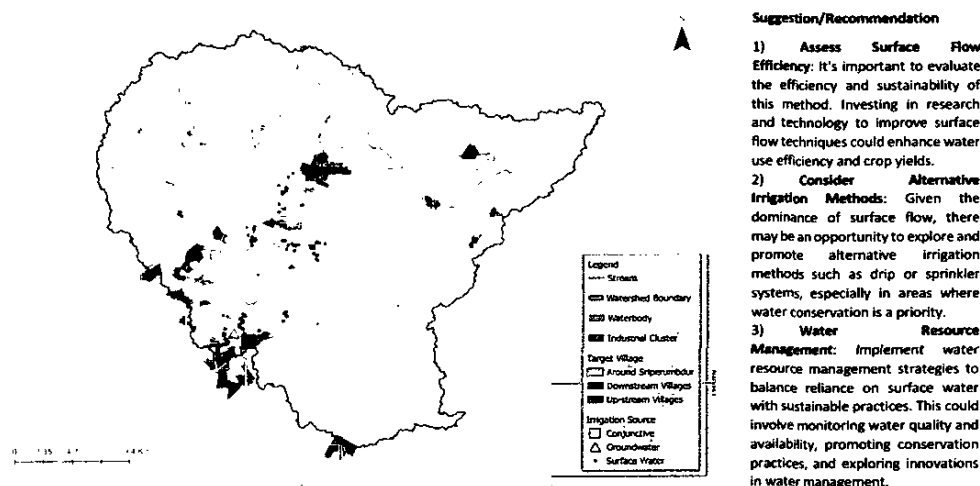 Suggestion/Recommendation
1) Assess Surface Flow
Efficiency: It's important to evaluate
the efficiency and sustainability of
this method. Investing in research
and technology to improve surface
flow techniques could enhance water
use efficiency and crop yields.
2) Consider Alternative
Irrigation Methods: Given the
dominance of surface flow, there
may be an opportunity to explore and
promote alternative irrigation
methods such as drip or sprinkler
systems, especially in areas where
water conservation is a priority.
3) Water Resource
Management: Implement water
resource management strategies to
balance reliance on surface water
with sustainable practices. This could
involve monitoring water quality and
availability, promoting conservation
practices, and exploring innovations
in water management.
Legend
Stream
Watershed Boundary
Waterbody
Industrial Cluster
Target Village
Around Sriperumbdur
Downstream Villages
Up-stream Villages
Irrigation Source
Conjunctive
Groundwater
Surface Water
0